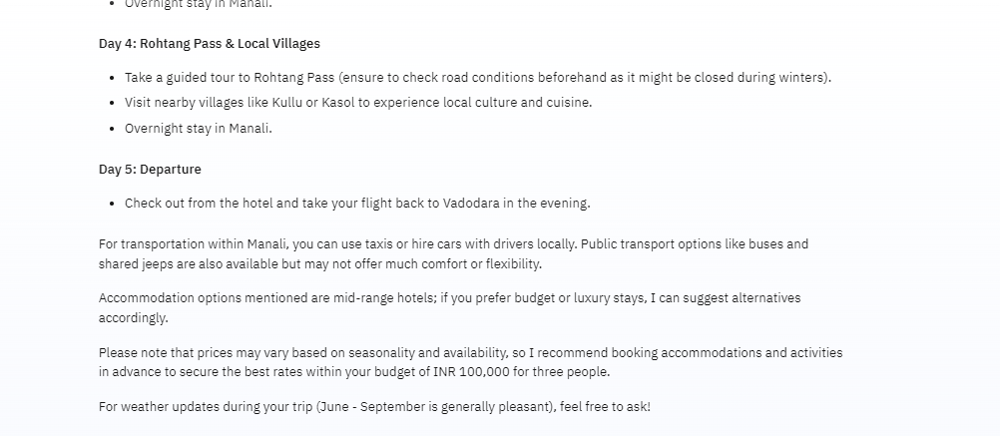 Overnight stay in Manali.
Day 4: Rohtang Pass & Local Villages
Take a guided tour to Rohtang Pass (ensure to check road conditions beforehand as it might be closed during winters).
Visit nearby villages like Kullu or Kasol to experience local culture and cuisine.
Overnight stay in Manali.
Day 5: Departure
Check out from the hotel and take your flight back to Vadodara in the evening.
For transportation within Manali, you can use taxis or hire cars with drivers locally. Public transport options like buses and
shared jeeps are also available but may not offer much comfort or flexibility.
Accommodation options mentioned are mid-range hotels; if you prefer budget or luxury stays, I can suggest alternatives
accordingly.
Please note that prices may vary based on seasonality and availability, so I recommend booking accommodations and activities
in advance to secure the best rates within your budget of INR 100,000 for three people.
For weather updates during your trip (June - September is generally pleasant), feel free to ask!